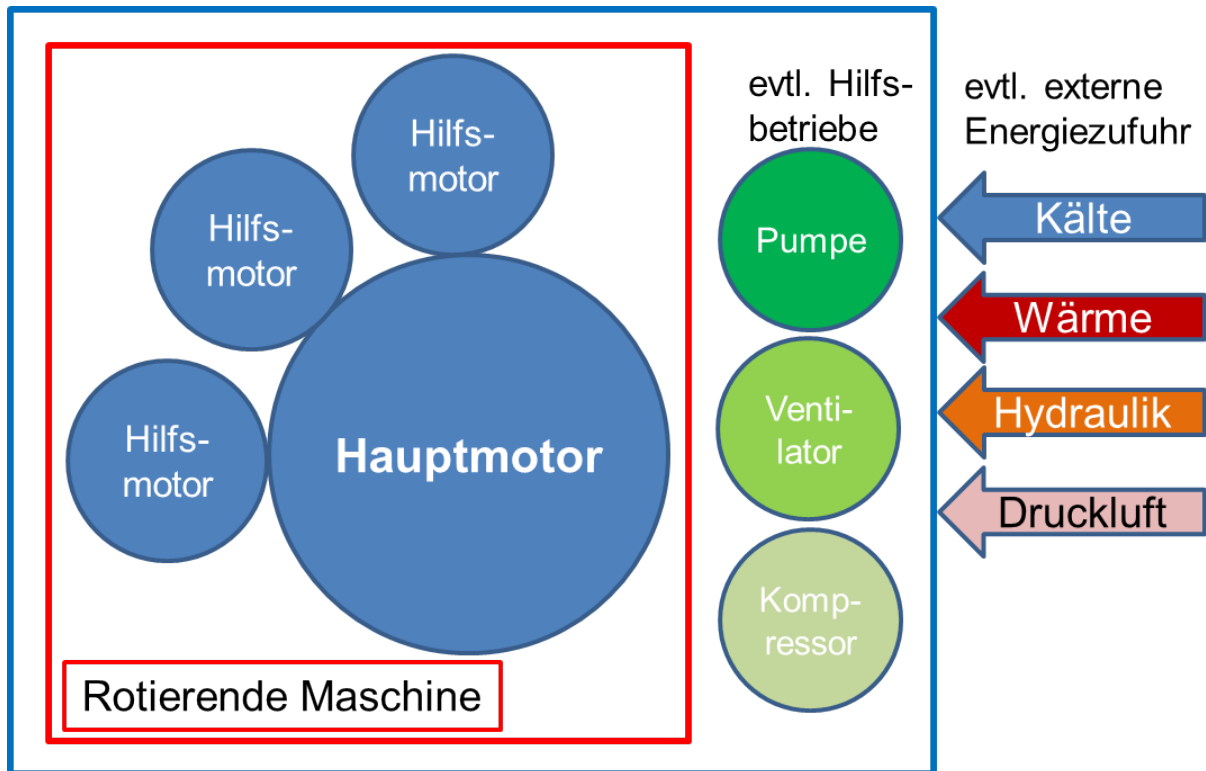 Hilfs-
motor
Hilfs-
motor
Hilfs-
motor
Hauptmotor
Rotierende Maschine
evtl. Hilfs-
betriebe
Pumpe
Venti-
lator
Komp-
ressor
evtl. externe
Energiezufuhr
Kälte
Wärme
Hydraulik
Druckluft